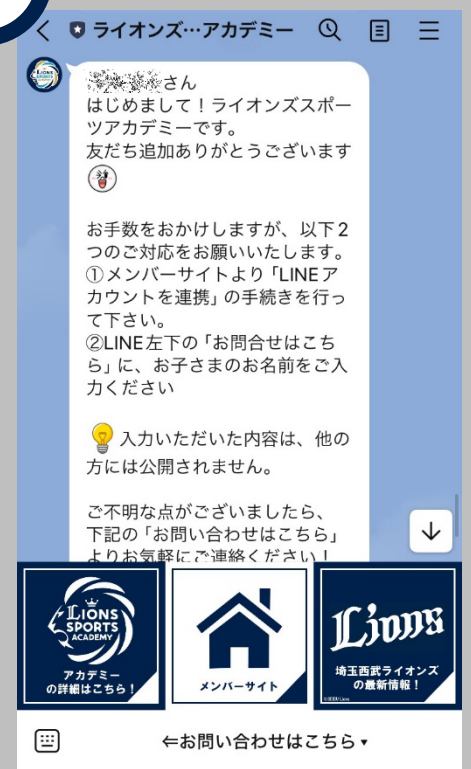 ライオンズ…アカデミー
さん
はじめまして！ライオンズスポー
ツアカデミーです。
友だち追加ありがとうございます
お手数をおかけしますが、以下2
つのご対応をお願いいたします。
①メンバーサイトより「LINEア
カウントを連携」の手続きを行っ
て下さい。
②LINE左下の「お問合せはこち
ら」に、お子さまのお名前をご入
力ください
入力いただいた内容は、他の
方には公開されません。
ご不明な点がございましたら、
下記の「お問い合わせはこちら」
よりお気軽にご連絡ください！
LIONS
SPORTS
ACADEMY
アカデミー
の詳細はこちら！
メンバーサイト
Lions
埼玉西武ライオンズ
の最新情報！
⇐お問い合わせはこちら▾